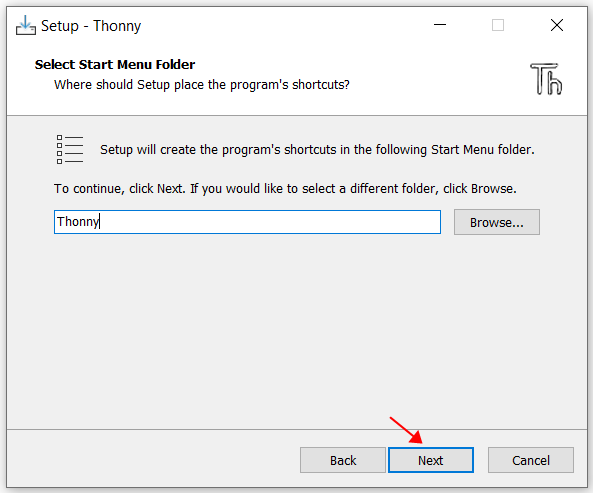 Setup - Thonny
Select Start Menu Folder
Where should Setup place the program's shortcuts?
Th
Setup will create the program's shortcuts in the following Start Menu folder.
To continue, click Next. If you would like to select a different folder, click Browse.
Thonny
Browse...
Back
Next
Cancel